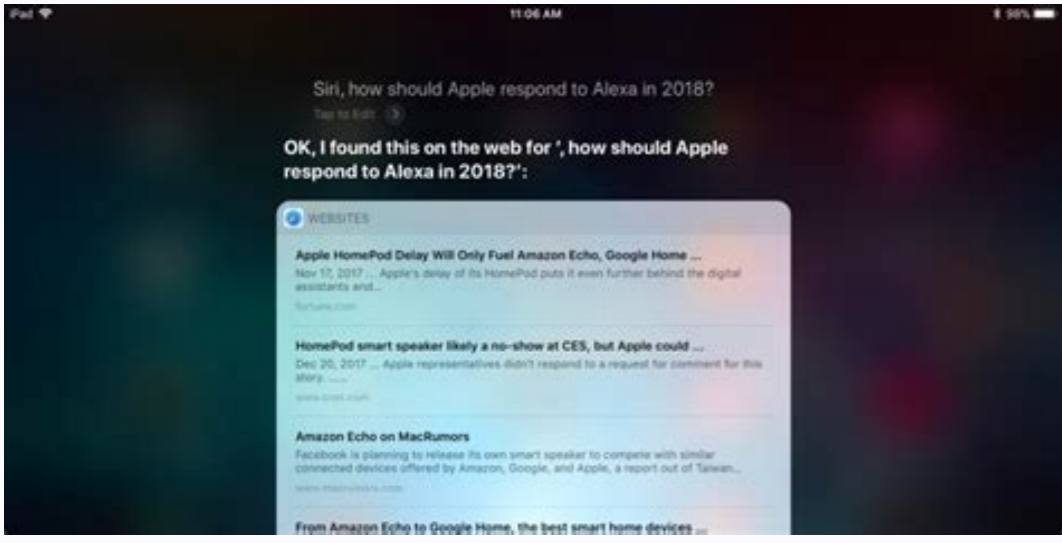 iPad
11:06 AM
98%
Siri, how should Apple respond to Alexa in 2018?
Tap to Edit
OK, I found this on the web for ', how should Apple
respond to Alexa in 2018?':
WEBSITES
Apple HomePod Delay Will Only Fuel Amazon Echo, Google Home ...
Nov 17, 2017 ... Apple's delay of its HomePod puts it even further behind the digital
assistants and...
fortune.com
HomePod smart speaker likely a no-show at CES, but Apple could ...
Dec 20, 2017 ... Apple representatives didn't respond to a request for comment for this
story. ......
www.cnet.com
Amazon Echo on MacRumors
Facebook is planning to release its own smart speaker to compete with similar
connected devices offered by Amazon, Google, and Apple, a report out of Taiwan...
www.macrumors.com
From Amazon Echo to Google Home, the best smart home devices ...